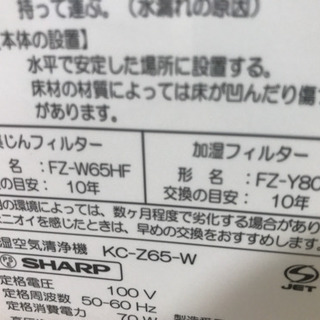 持って運ぶ。（水漏れの原因）
【本体の設置】
水平で安定した場所に設置する。
床材の材質によっては床が凹んだり傷
があります。
集じんフィルター
加湿フィルター
名 ：FZ-W65HF
形 名 ：FZ-Y80
の目安： 10年
交換の目安： 10年
用の環境によっては、数ヶ月程度で劣化する場合があり
ニオイを感じたときは、早めの交換をおすすめします。
湿空気清浄機 KC-Z65-W
SHARP
JET
定格電圧 100 V
定格周波数 50-60 Hz
定格消費電力 70 W